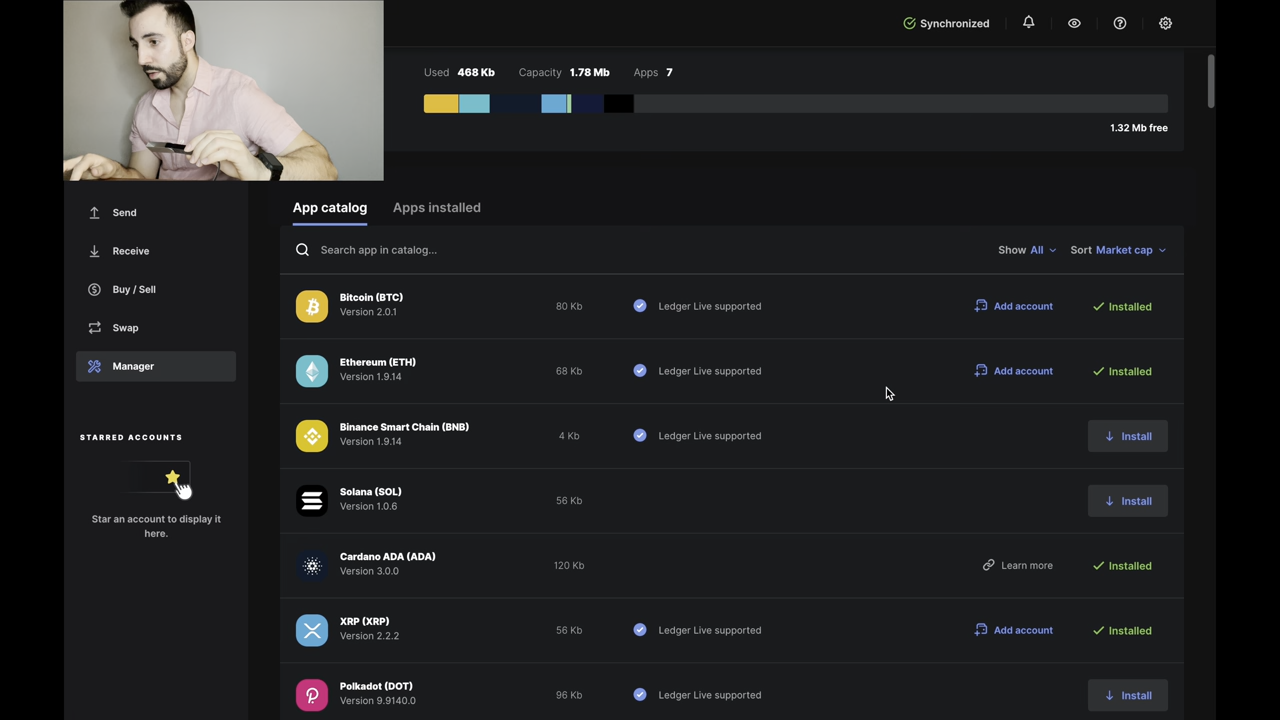 Synchronized
Used 468 Kb Capacity 1.78 Mb Apps 7
1.32 Mb free
Send
Receive
Buy / Sell
Swap
Manager
STARRED ACCOUNTS
Star an account to display it
here.
App catalog Apps installed
Search app in catalog... Show All Sort Market cap
Bitcoin (BTC)
Version 2.0.1
80 Kb Ledger Live supported Add account Installed
Ethereum (ETH)
Version 1.9.14
68 Kb Ledger Live supported Add account Installed
Binance Smart Chain (BNB)
Version 1.9.14
4 Kb Ledger Live supported Install
Solana (SOL)
Version 1.0.6
56 Kb Install
Cardano ADA (ADA)
Version 3.0.0
120 Kb Learn more Installed
XRP (XRP)
Version 2.2.2
56 Kb Ledger Live supported Add account Installed
Polkadot (DOT)
Version 9.9140.0
96 Kb Ledger Live supported Install